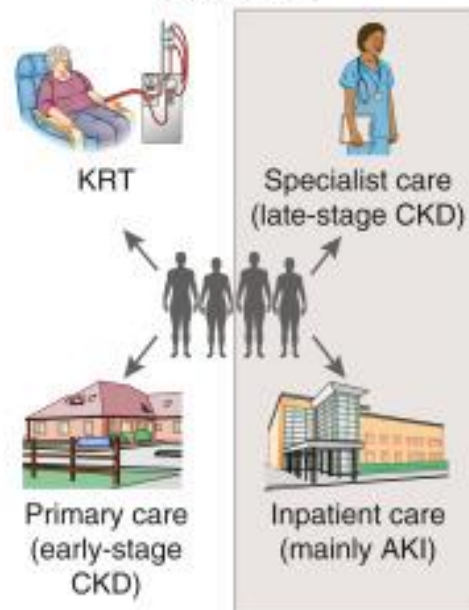 KRT
Specialist care
(late-stage CKD)
Primary care
(early-stage
CKD)
Inpatient care
(mainly AKI)